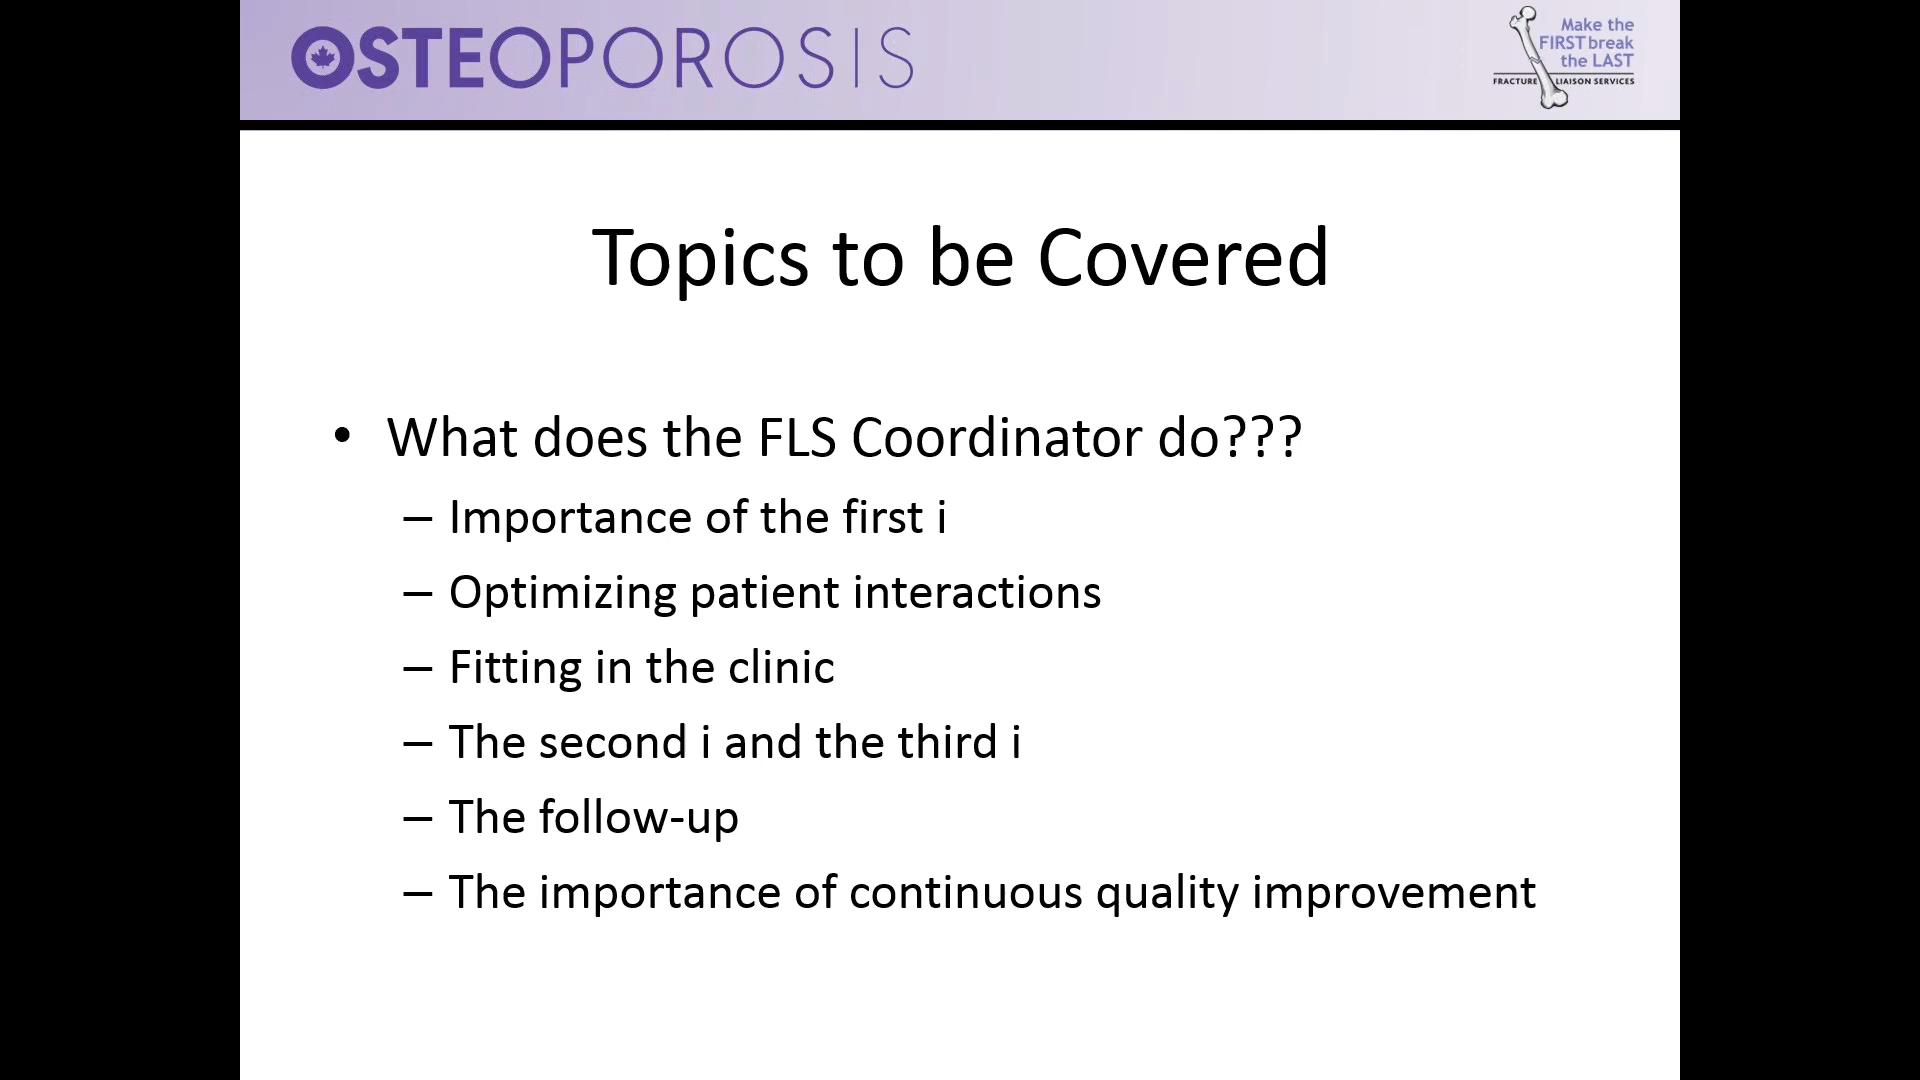 OSTEOPOROSIS
Make the
FIRST break
the LAST
FRACTURE LIAISON SERVICES
Topics to be Covered
• What does the FLS Coordinator do???
– Importance of the first i
– Optimizing patient interactions
– Fitting in the clinic
– The second i and the third i
– The follow-up
– The importance of continuous quality improvement